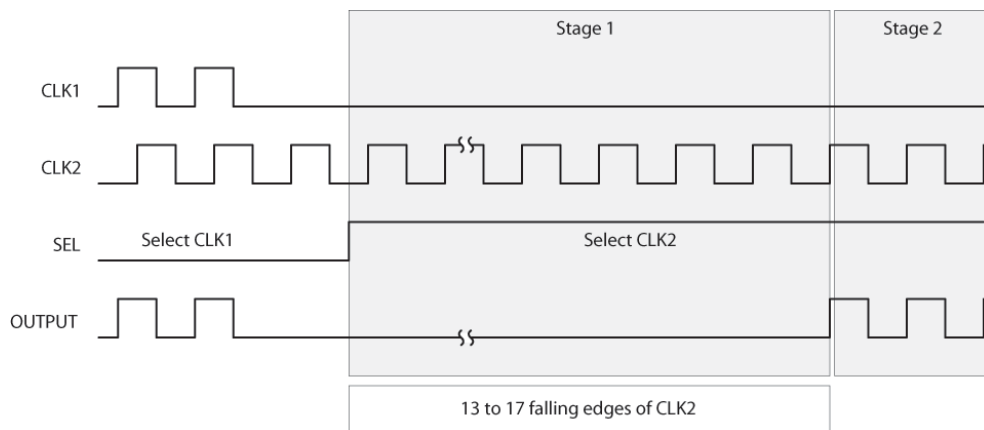 Stage 1
Stage 2
CLK1
CLK2
SEL
Select CLK1
Select CLK2
OUTPUT
13 to 17 falling edges of CLK2